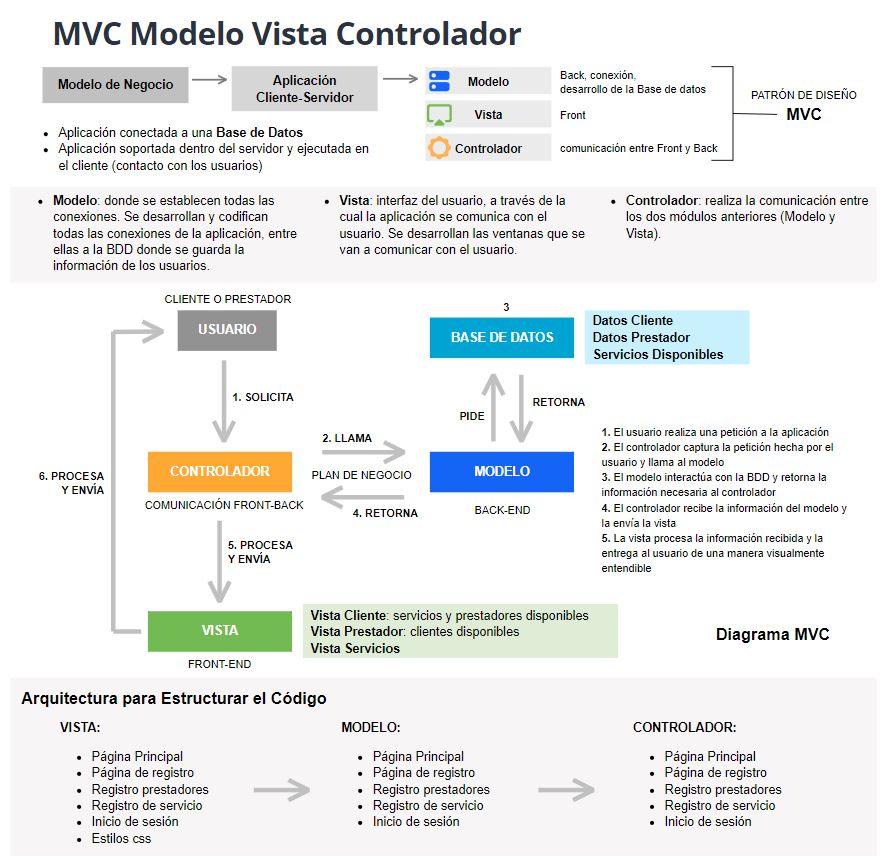 MVC Modelo Vista Controlador
Modelo de Negocio
Aplicación
Cliente-Servidor
Modelo
Back, conexión,
desarrollo de la Base de datos
Vista
Front
Controlador
comunicación entre Front y Back
PATRÓN DE DISEÑO
MVC
• Aplicación conectada a una Base de Datos
• Aplicación soportada dentro del servidor y ejecutada en
el cliente (contacto con los usuarios)
• Modelo: donde se establecen todas las
conexiones. Se desarrollan y codifican
todas las conexiones de la aplicación, entre
ellas a la BDD donde se guarda la
información de los usuarios.
• Vista: interfaz del usuario, a través de la
cual la aplicación se comunica con el
usuario. Se desarrollan las ventanas que se
van a comunicar con el usuario.
• Controlador: realiza la comunicación entre
los dos módulos anteriores (Modelo y
Vista).
CLIENTE O PRESTADOR
USUARIO
3
BASE DE DATOS
Datos Cliente
Datos Prestador
Servicios Disponibles
1. SOLICITA
PIDE
RETORNA
2. LLAMA
CONTROLADOR
PLAN DE NEGOCIO
MODELO
4. RETORNA
COMUNICACIÓN FRONT-BACK
BACK-END
6. PROCESA
Y ENVÍA
5. PROCESA
Y ENVÍA
1. El usuario realiza una petición a la aplicación
2. El controlador captura la petición hecha por el
usuario y llama al modelo
3. El modelo interactúa con la BDD y retorna la
información necesaria al controlador
4. El controlador recibe la información del modelo y
la envía la vista
5. La vista procesa la información recibida y la
entrega al usuario de una manera visualmente
entendible
VISTA
FRONT-END
Vista Cliente: servicios y prestadores disponibles
Vista Prestador: clientes disponibles
Vista Servicios
Diagrama MVC
Arquitectura para Estructurar el Código
VISTA:
• Página Principal
• Página de registro
• Registro prestadores
• Registro de servicio
• Inicio de sesión
• Estilos css
MODELO:
• Página Principal
• Página de registro
• Registro prestadores
• Registro de servicio
• Inicio de sesión
CONTROLADOR:
• Página Principal
• Página de registro
• Registro prestadores
• Registro de servicio
• Inicio de sesión